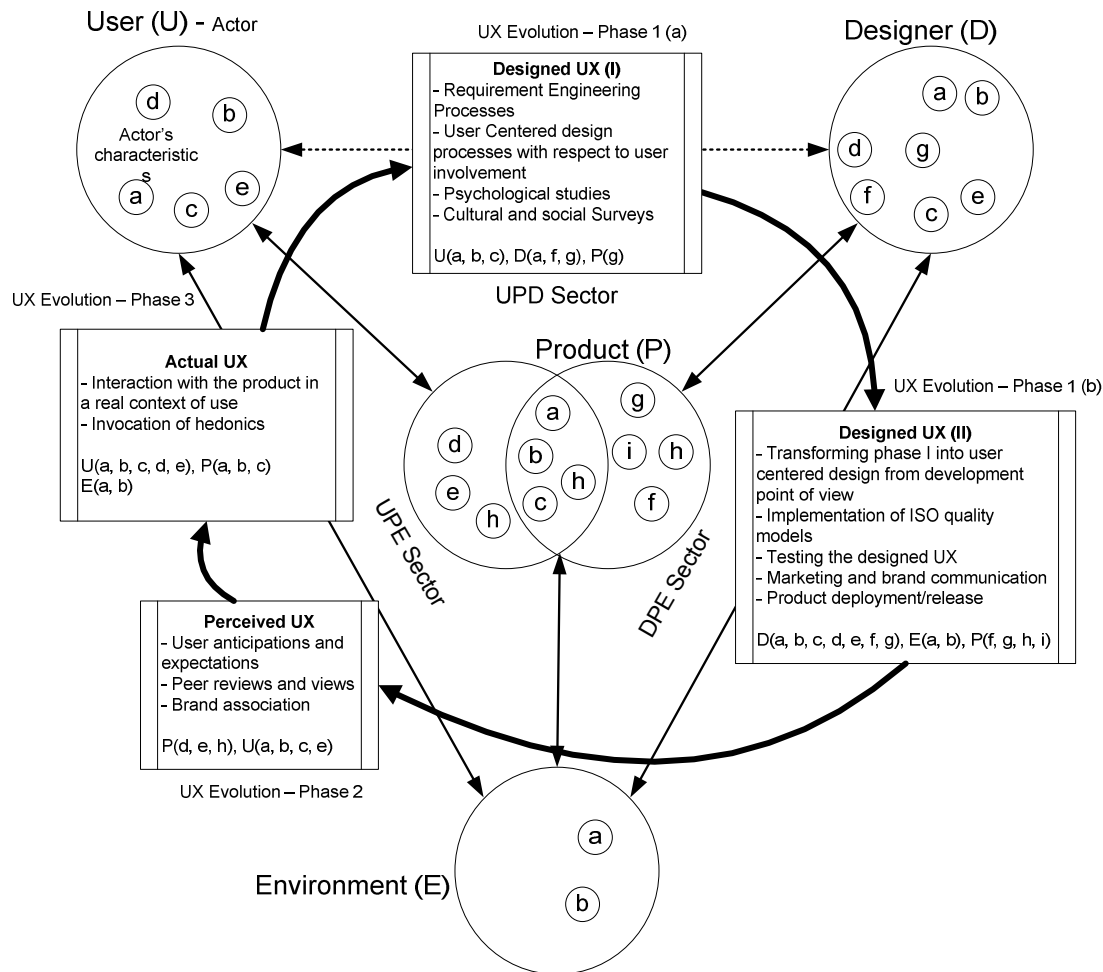 User (U) - Actor
UX Evolution – Phase 1 (a)
Designer (D)
d
b
Actor's
characteristic
s
a
c
e
Designed UX (I)
- Requirement Engineering
Processes
- User Centered design
processes with respect to user
involvement
- Psychological studies
- Cultural and social Surveys
U(a, b, c), D(a, f, g), P(g)
UPD Sector
a
b
d
g
f
c
e
UX Evolution – Phase 3
Actual UX
- Interaction with the product in
a real context of use
- Invocation of hedonics
U(a, b, c, d, e), P(a, b, c)
E(a, b)
Product (P)
d
e
h
a
b
h
c
g
i
h
f
UPE Sector
DPE Sector
UX Evolution – Phase 1 (b)
Designed UX (II)
- Transforming phase I into user
centered design from development
point of view
- Implementation of ISO quality
models
- Testing the designed UX
- Marketing and brand communication
- Product deployment/release
D(a, b, c, d, e, f, g), E(a, b), P(f, g, h, i)
Perceived UX
- User anticipations and
expectations
- Peer reviews and views
- Brand association
P(d, e, h), U(a, b, c, e)
UX Evolution – Phase 2
Environment (E)
a
b